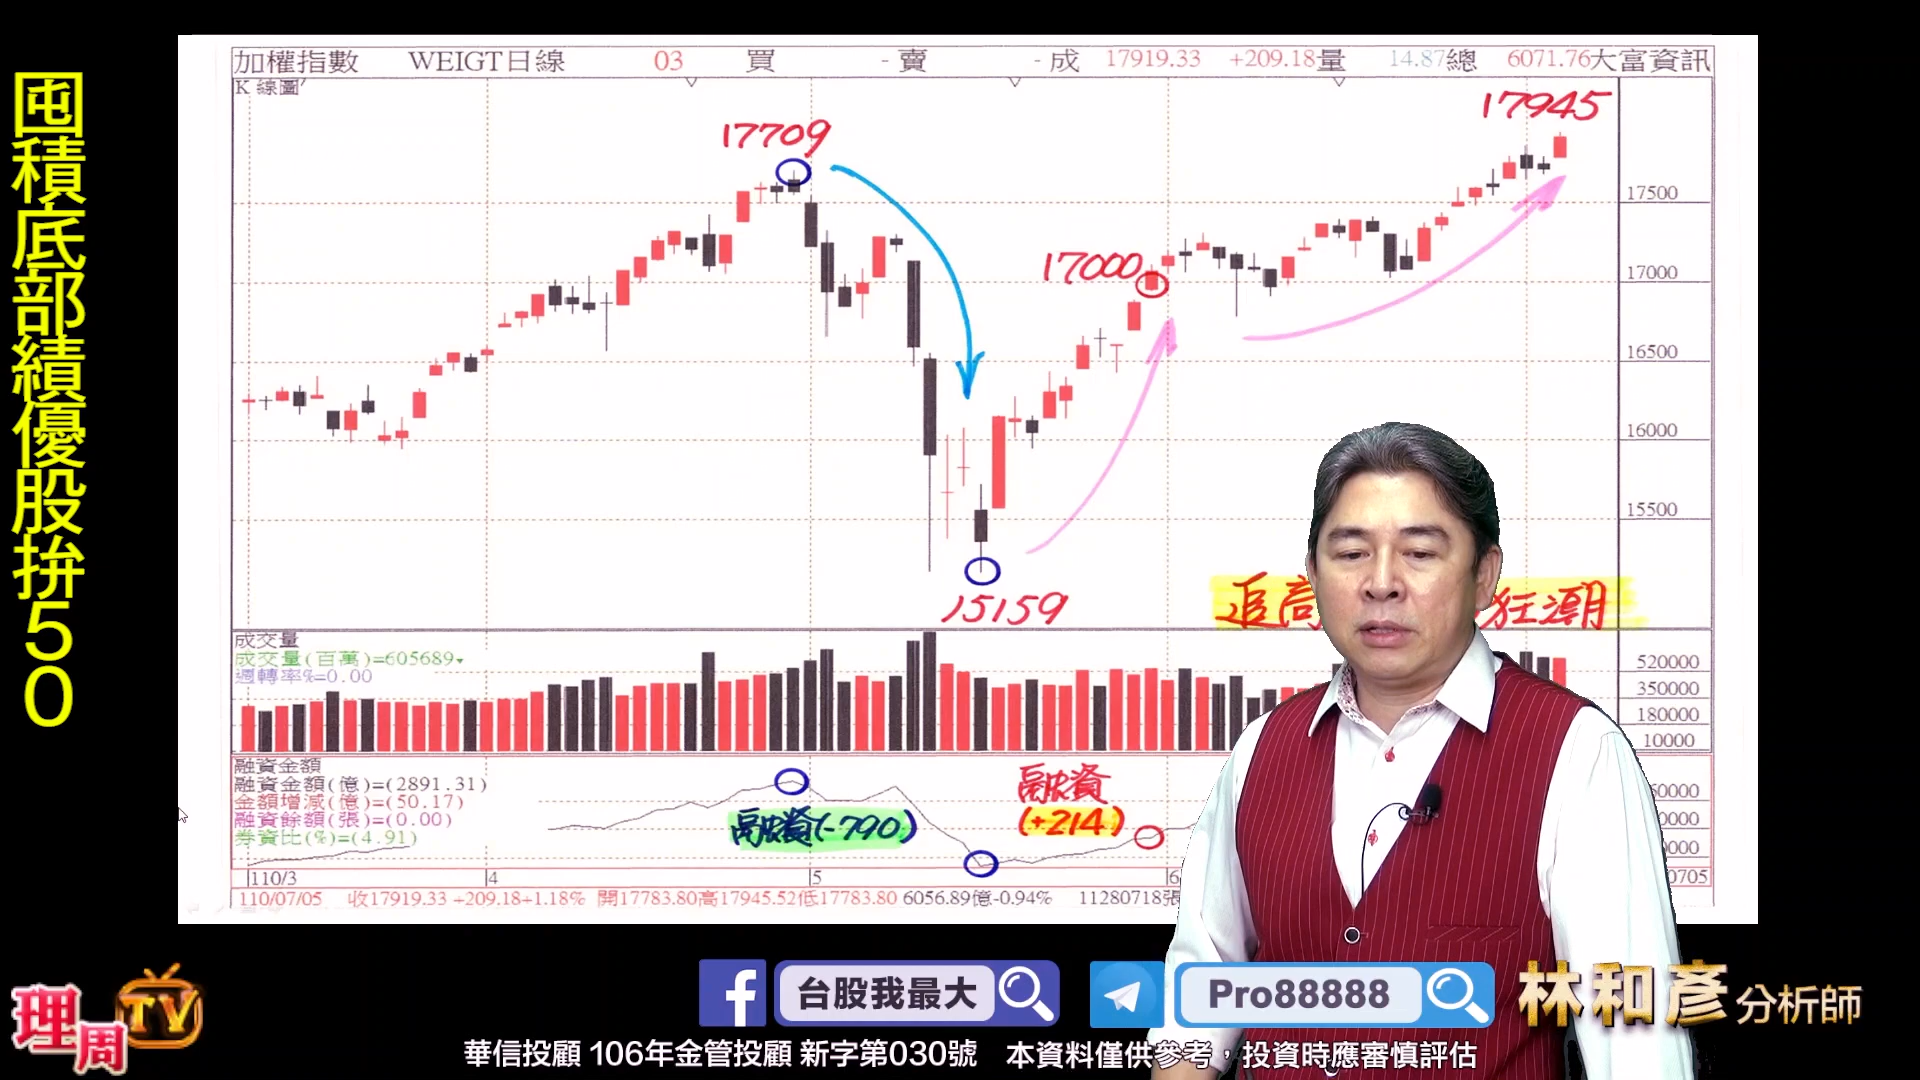 囤積底部績優股拚50
加權指數 WEIGT日線 03 買 - 賣 - 成 17919.33 +209.18量 14.87總 6071.76大富資訊
K線圖
17945
17709
17500
17000
17000
16500
16000
15500
15159
追高
狂潮
成交量
成交量(百萬)=605689
週轉率%=0.00
520000
350000
180000
10000
融資金額
融資金額(億)=(2891.31)
金額增減(億)=(50.17)
融資餘額(張)=(0.00)
券資比(%)=(4.91)
融資(-790)
融資
(+214)
110/3 4 5 6
110/07/05 收17919.33 +209.18+1.18% 開17783.80高17945.52低17783.80 6056.89億-0.94% 11280718張
理周TV
台股我最大
Pro88888
林和彥分析師
華信投顧 106年金管投顧 新字第030號 本資料僅供參考，投資時應審慎評估